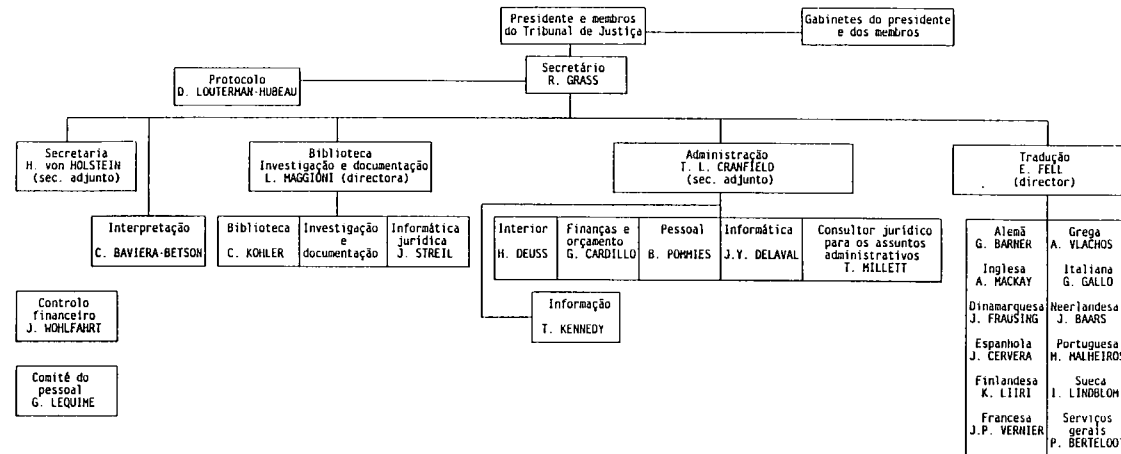 Presidente e membros
do Tribunal de Justiça
Gabinetes do presidente
e dos membros
Secretário
R. GRASS
Protocolo
D. LOUTERMAN-HUBEAU
Secretaria
H. von HOLSTEIN
(sec. adjunto)
Biblioteca
Investigação e documentação
L. MAGGIONI (directora)
Administração
T. L. CRANFIELD
(sec. adjunto)
Tradução
E. FELL
(director)
Interpretação
C. BAVIERA-BETSON
Biblioteca
C. KOHLER
Investigação
e
documentação
Informática
jurídica
J. STREIL
Interior
H. DEUSS
Finanças e
orçamento
G. CARDILLO
Pessoal
B. POMMIES
Informática
J.Y. DELAVAL
Consultor jurídico
para os assuntos
administrativos
T. MILLETT
Informação
T. KENNEDY
Controlo
financeiro
J. WOHLFAHRT
Comité do
pessoal
G. LEQUIME
Alemã
G. BARNER
Inglesa
A. MACKAY
Dinamarquesa
J. FRAUSING
Espanhola
J. CERVERA
Finlandesa
K. LIIRI
Francesa
J.P. VERNIER
Grega
A. VLACHOS
Italiana
G. GALLO
Neerlandesa
J. BAARS
Portuguesa
M. MALHEIROS
Sueca
I. LINDBLOM
Serviços
gerais
P. BERTELOOT